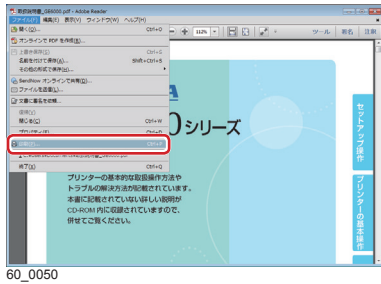 取扱説明書_G6000.pdf - Adobe Reader
ファイル(F) 編集(E) 表示(V) ウィンドウ(W) ヘルプ(H)
開く(O)... Ctrl+O
オンラインで PDF を作成(N)...
上書き保存(S) Ctrl+S
名前を付けて保存(A)... Shift+Ctrl+S
その他の形式で保存(H)...
SendNow オンラインで共有(D)...
ファイルを送信(L)...
文書に署名を収集...
復帰(V)
閉じる(C) Ctrl+W
プロパティ(E)... Ctrl+D
印刷(P)... Ctrl+P
終了(X) Ctrl+Q
112%
ツール 署名 注釈
A
0シリーズ
プリンターの基本的な取扱操作方法や
トラブルの解決方法が記載されています。
本書に記載されていない詳しい説明が
CD-ROM 内に収録されていますので、
併せてご覧ください。
セットアップ操作
プリンターの基本操作
60_0050